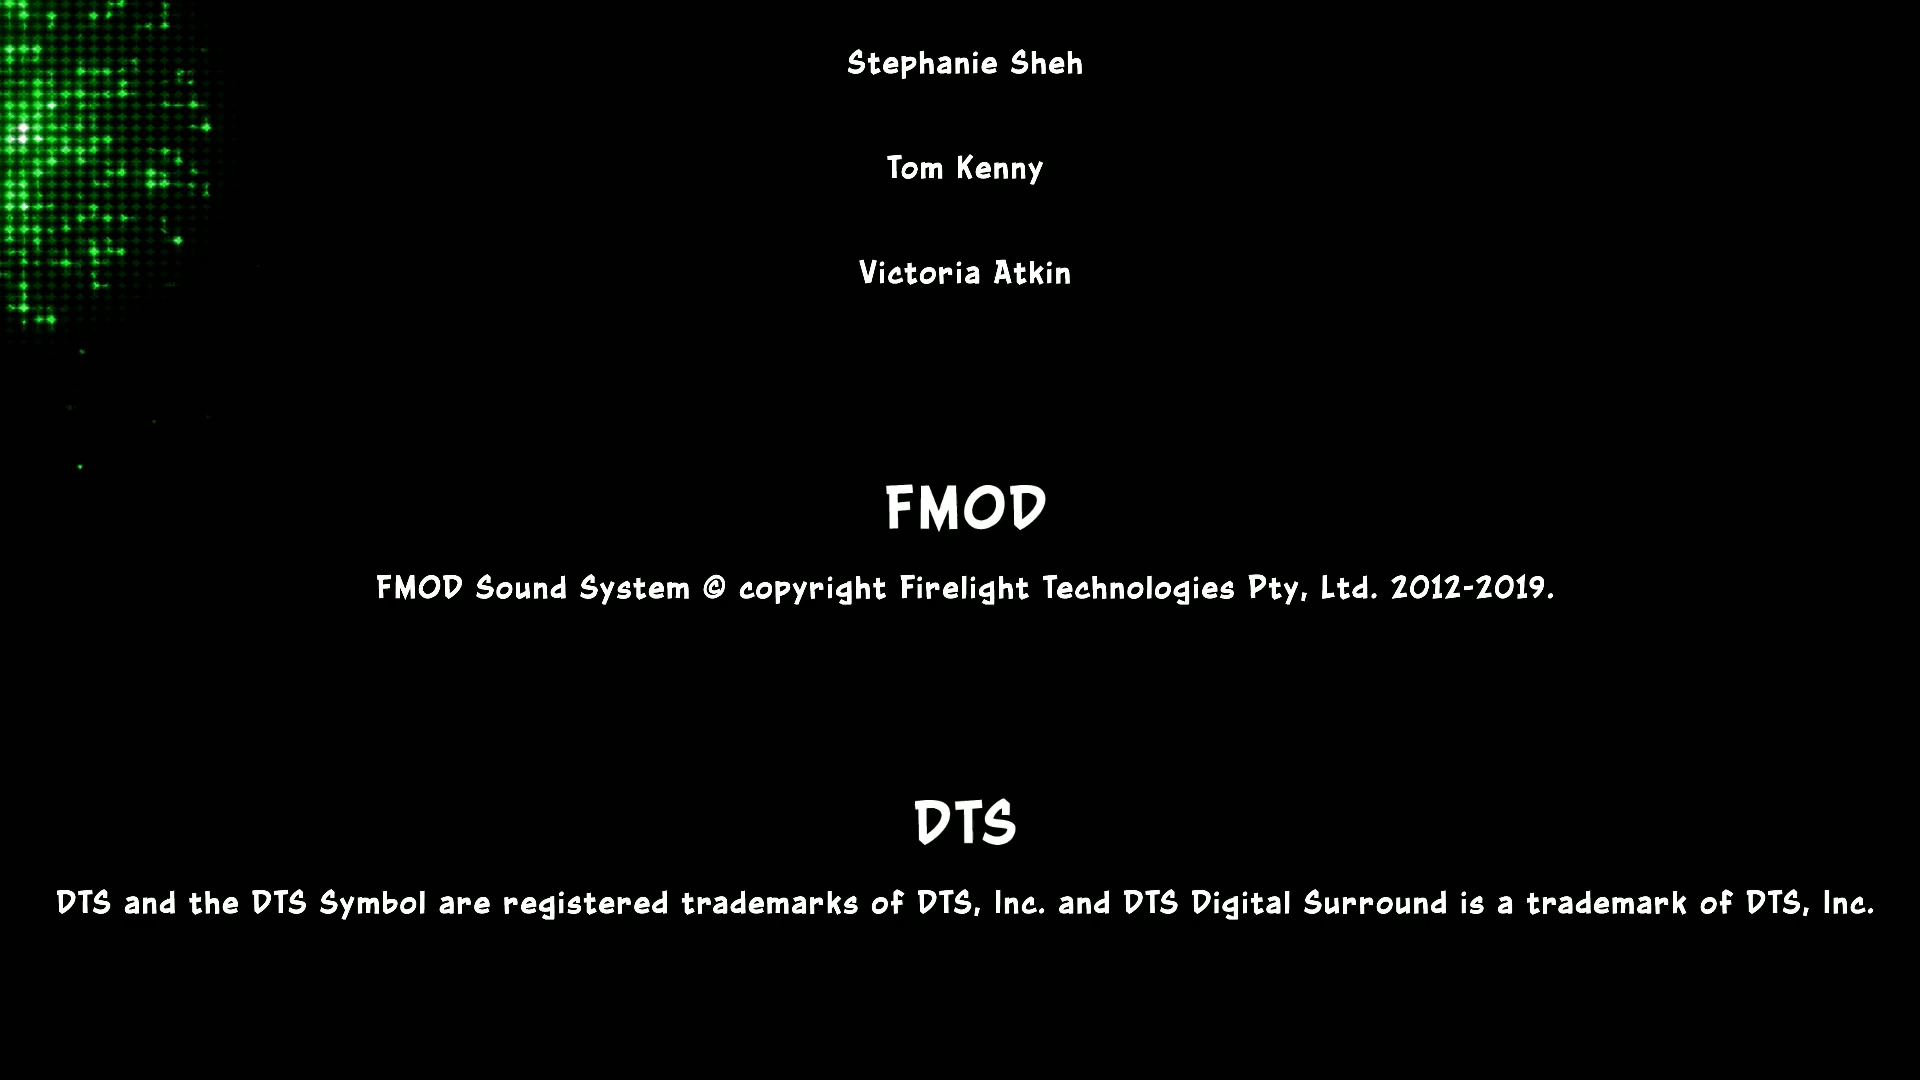 Stephanie Sheh
Tom Kenny
Victoria Atkin
FMOD
FMOD Sound System © copyright Firelight Technologies Pty, Ltd. 2012-2019.
DTS
DTS and the DTS Symbol are registered trademarks of DTS, Inc. and DTS Digital Surround is a trademark of DTS, Inc.